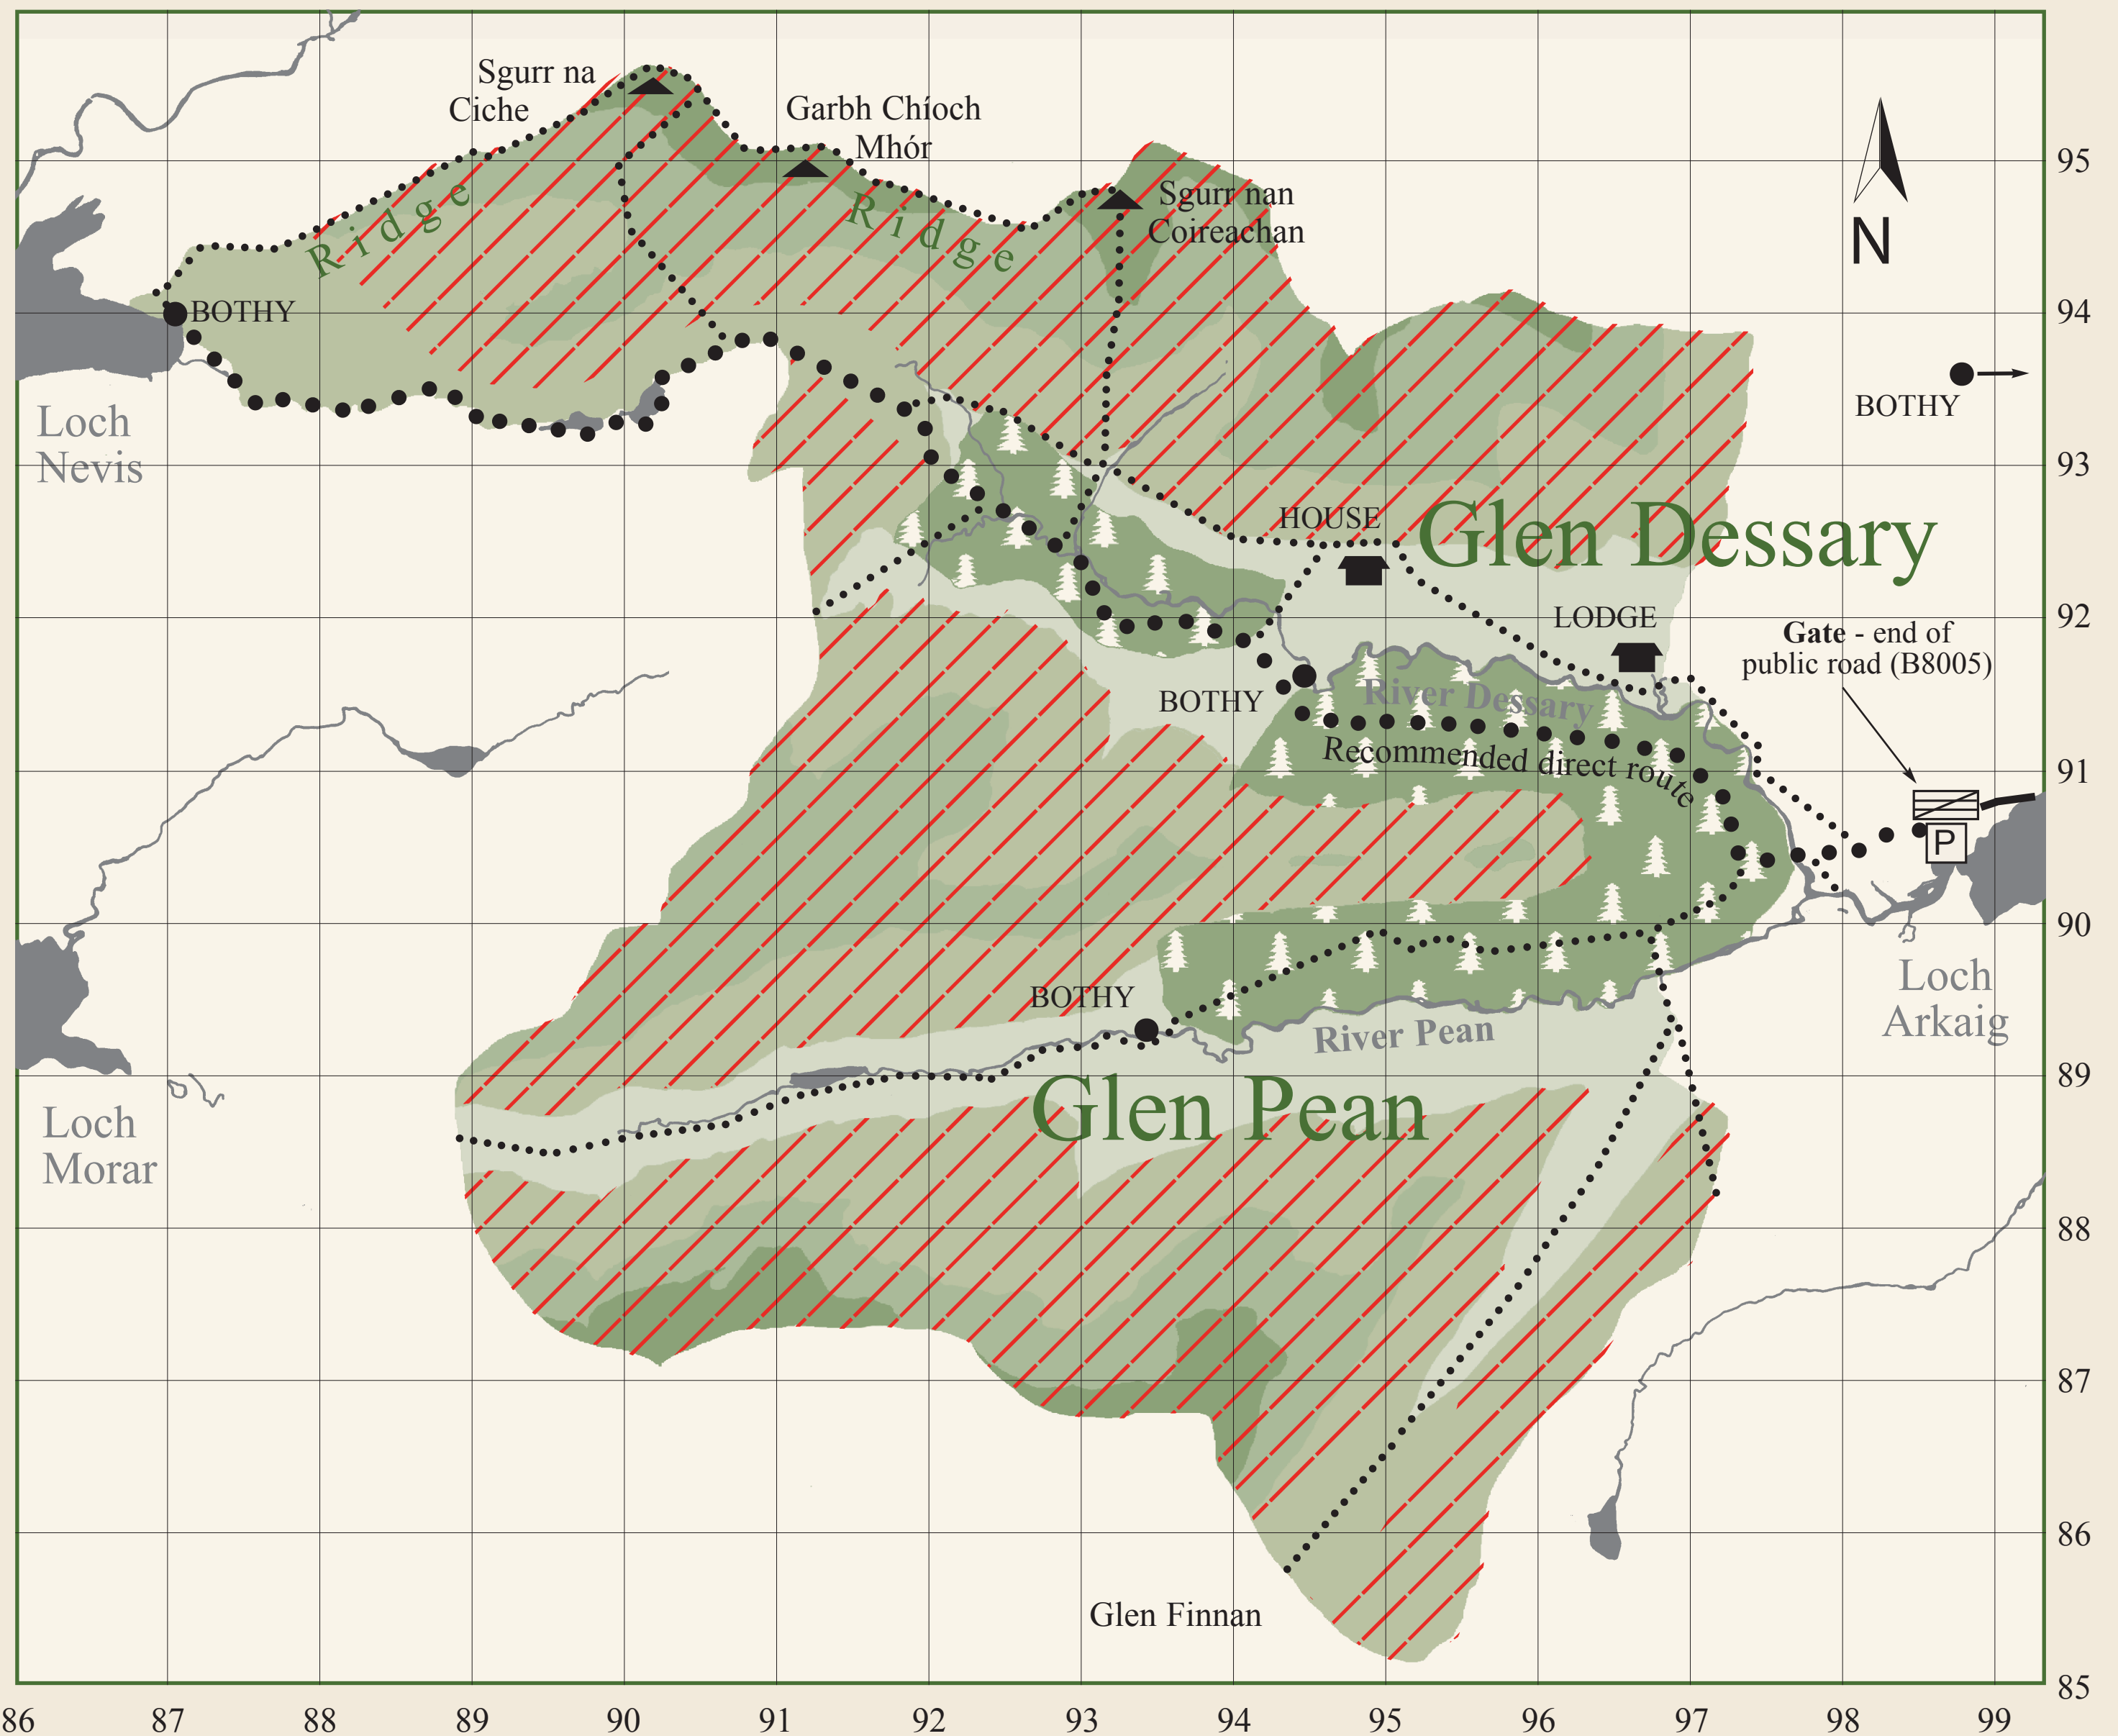 Sgurr na
Ciche
Garbh Chíoch
Mhór
95
Sgurr nan
Coireachan
Ridge
Ridge
N
BOTHY
94
BOTHY
Loch
Nevis
93
HOUSE
Glen Dessary
LODGE
92
Gate - end of
public road (B8005)
BOTHY
River Dessary
Recommended direct route
91
P
90
Loch
Arkaig
BOTHY
River Pean
89
Glen Pean
Loch
Morar
88
87
86
Glen Finnan
85
86 87 88 89 90 91 92 93 94 95 96 97 98 99